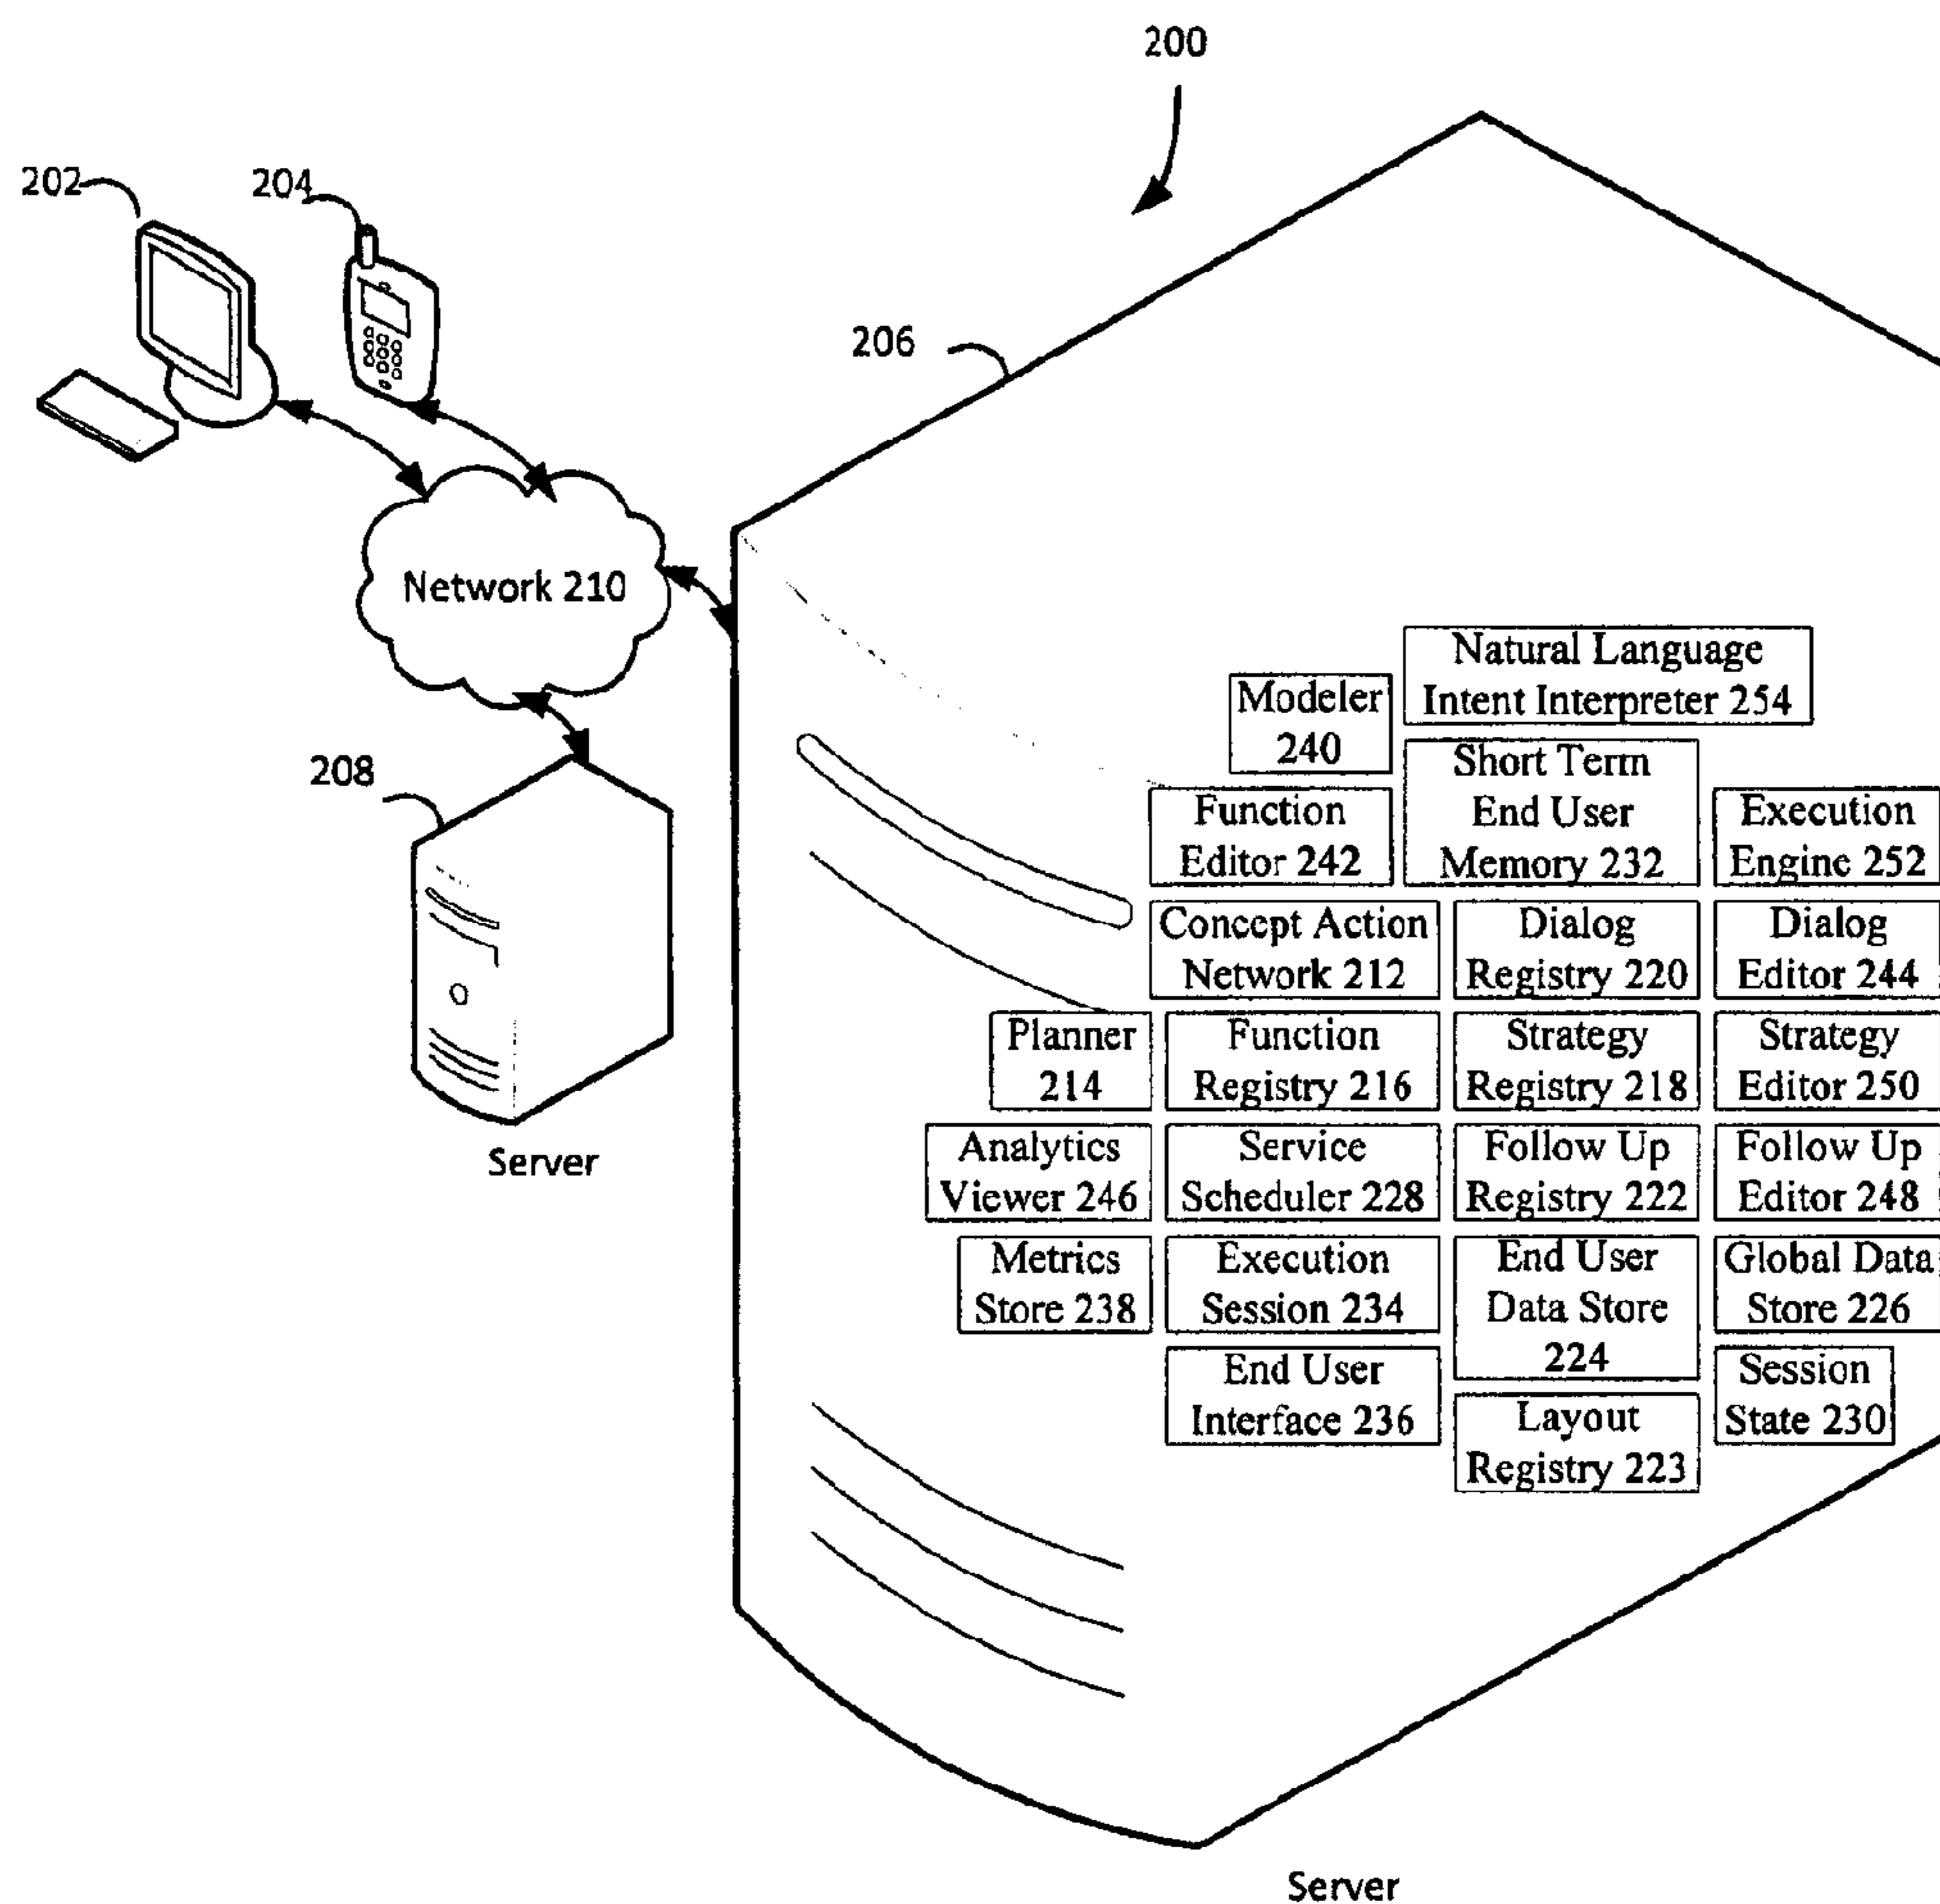 200
202
204
206
Network 210
Natural Language
Intent Interpreter 254
Modeler
240
Short Term
End User
Memory 232
208
Function
Editor 242
Execution
Engine 252
Concept Action
Network 212
Dialog
Registry 220
Dialog
Editor 244
Planner
214
Function
Registry 216
Strategy
Registry 218
Strategy
Editor 250
Server
Analytics
Viewer 246
Service
Scheduler 228
Follow Up
Registry 222
Follow Up
Editor 248
Metrics
Store 238
Execution
Session 234
End User
Data Store
224
Global Data
Store 226
End User
Interface 236
Layout
Registry 223
Session
State 230
Server